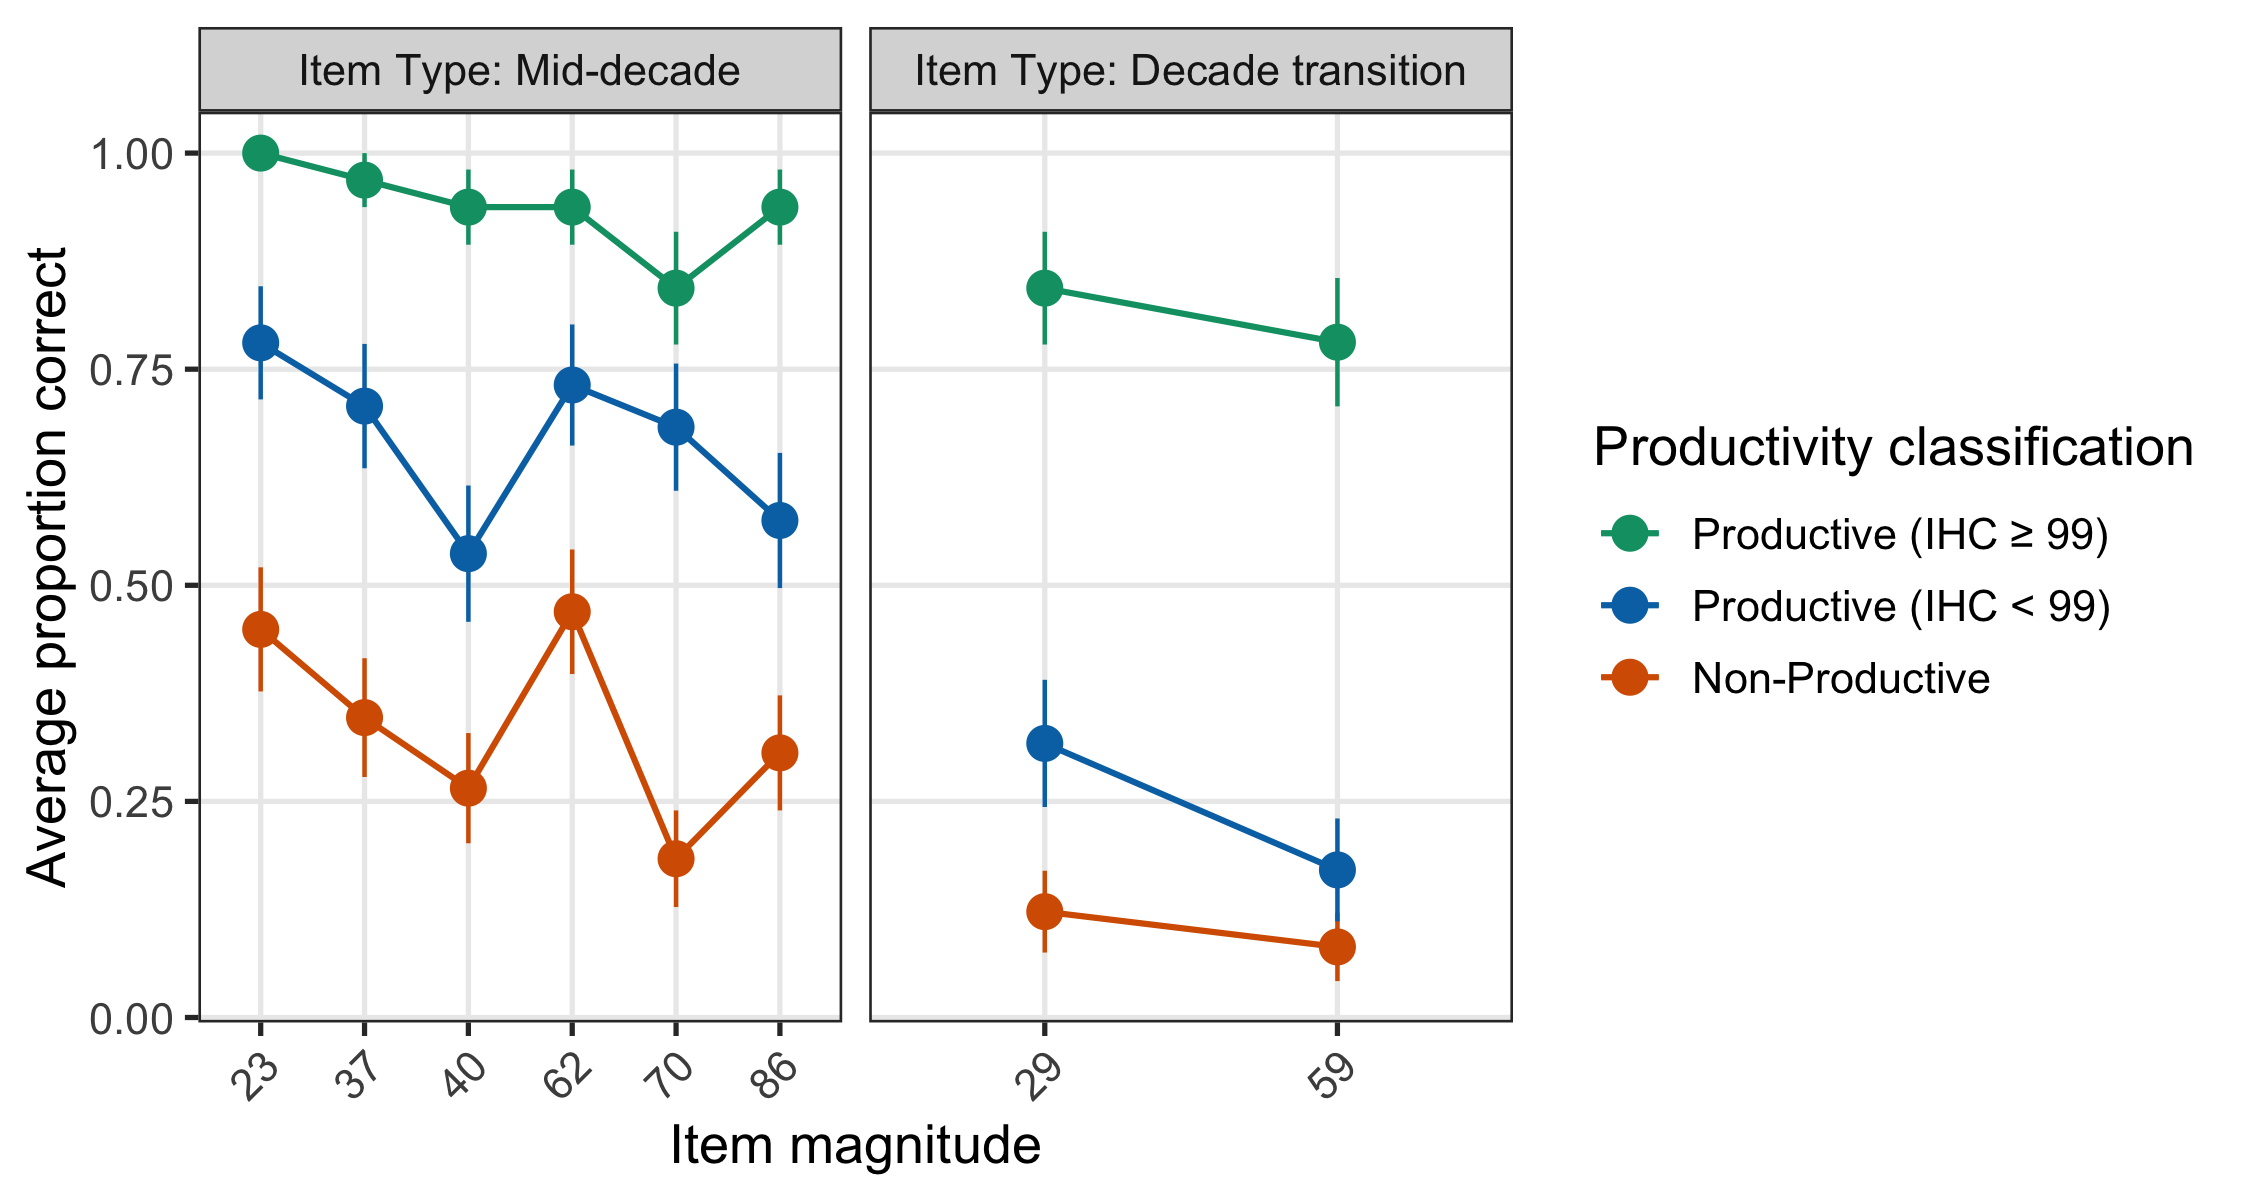 Item Type: Mid-decade
Item Type: Decade transition
Average proportion correct
1.00
0.75
0.50
0.25
0.00
23
37
40
62
70
86
29
59
Item magnitude
Productivity classification
Productive (IHC ≥ 99)
Productive (IHC < 99)
Non-Productive